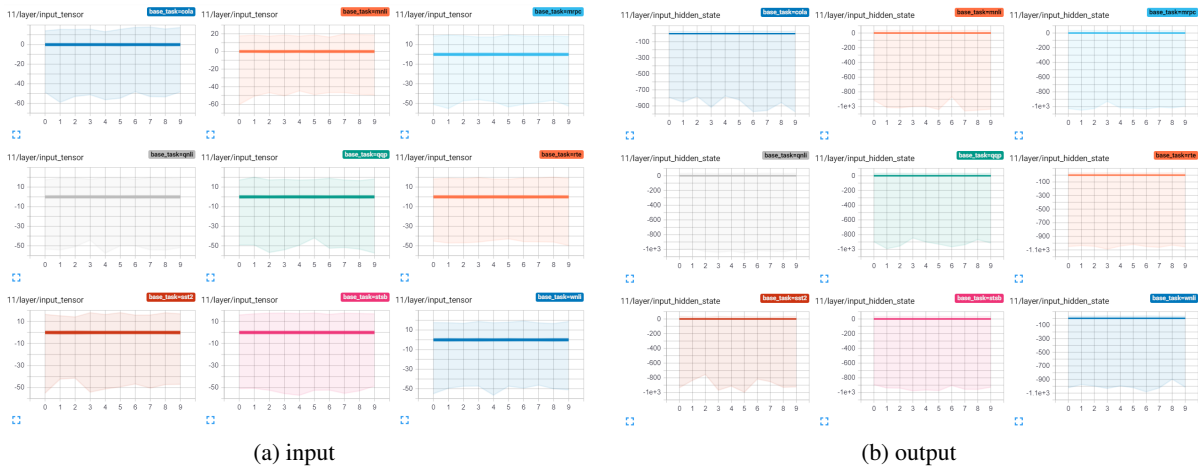 11/layer/input_tensor base_task=cola
0
-20
-40
-60
0 1 2 3 4 5 6 7 8 9
11/layer/input_tensor base_task=mnli
20
0
-20
-40
-60
0 1 2 3 4 5 6 7 8 9
11/layer/input_tensor base_task=mrpc
10
-10
-30
-50
0 1 2 3 4 5 6 7 8 9
11/layer/input_tensor base_task=qnli
10
-10
-30
-50
0 1 2 3 4 5 6 7 8 9
11/layer/input_tensor base_task=qqp
10
-10
-30
-50
0 1 2 3 4 5 6 7 8 9
11/layer/input_tensor base_task=rte
10
-10
-30
-50
0 1 2 3 4 5 6 7 8 9
11/layer/input_tensor base_task=sst2
10
-10
-30
-50
0 1 2 3 4 5 6 7 8 9
11/layer/input_tensor base_task=stsb
10
-10
-30
-50
0 1 2 3 4 5 6 7 8 9
11/layer/input_tensor base_task=wnli
10
-10
-30
-50
0 1 2 3 4 5 6 7 8 9
(a) input
11/layer/input_hidden_state base_task=cola
-100
-300
-500
-700
-900
0 1 2 3 4 5 6 7 8 9
11/layer/input_hidden_state base_task=mnli
0
-200
-400
-600
-800
-1e+3
0 1 2 3 4 5 6 7 8 9
11/layer/input_hidden_state base_task=mrpc
0
-200
-400
-600
-800
-1e+3
0 1 2 3 4 5 6 7 8 9
11/layer/input_hidden_state base_task=qnli
0
-200
-400
-600
-800
-1e+3
0 1 2 3 4 5 6 7 8 9
11/layer/input_hidden_state base_task=qqp
0
-200
-400
-600
-800
-1e+3
0 1 2 3 4 5 6 7 8 9
11/layer/input_hidden_state base_task=rte
-100
-300
-500
-700
-900
-1.1e+3
0 1 2 3 4 5 6 7 8 9
11/layer/input_hidden_state base_task=sst2
0
-200
-400
-600
-800
-1e+3
0 1 2 3 4 5 6 7 8 9
11/layer/input_hidden_state base_task=stsb
0
-200
-400
-600
-800
-1e+3
0 1 2 3 4 5 6 7 8 9
11/layer/input_hidden_state base_task=wnli
-100
-300
-500
-700
-900
-1.1e+3
0 1 2 3 4 5 6 7 8 9
(b) output